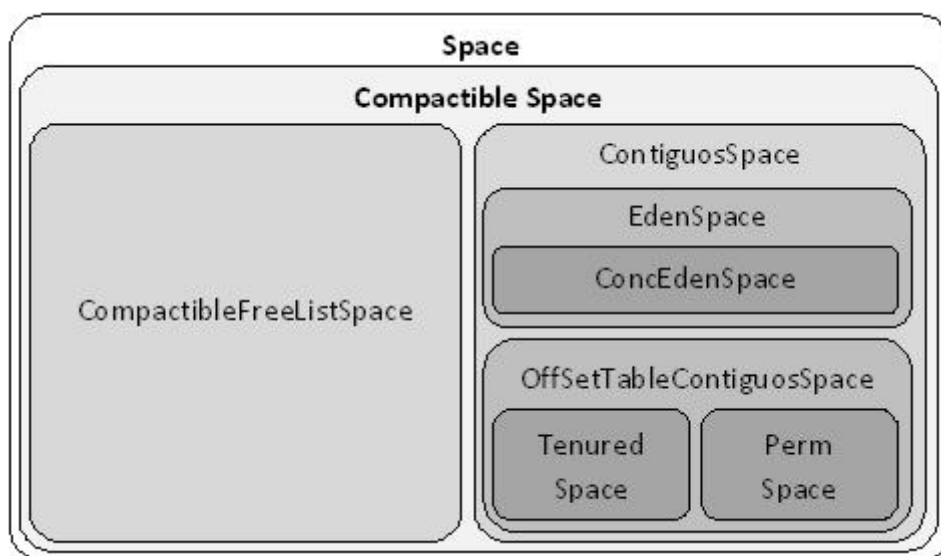 Space
Compactible Space
CompactibleFreeListSpace
ContiguosSpace
EdenSpace
ConcEdenSpace
OffSetTableContiguosSpace
Tenured
Space
Perm
Space